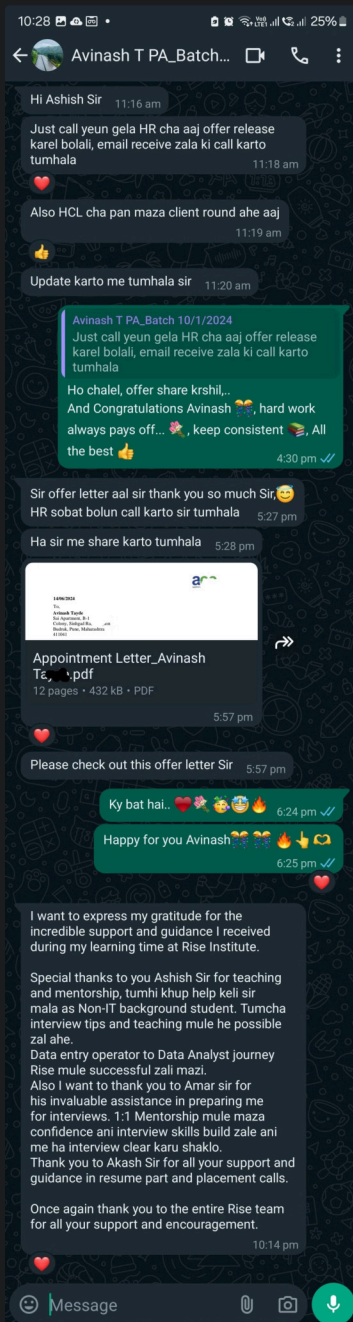 10:28
25%
Avinash T PA_Batch...
Hi Ashish Sir 11:16 am
Just call yeun gela HR cha aaj offer release
karel bolali, email receive zala ki call karto
tumhala
11:18 am
Also HCL cha pan maza client round ahe aaj
11:19 am
Update karto me tumhala sir 11:20 am
Avinash T PA_Batch 10/1/2024
Just call yeun gela HR cha aaj offer release
karel bolali, email receive zala ki call karto
tumhala
Ho chalel, offer share krshil,..
And Congratulations Avinash 🎊, hard work
always pays off... 💐, keep consistent 📚, All
the best 👍
4:30 pm
Sir offer letter aal sir thank you so much Sir,😇
HR sobat bolun call karto sir tumhala 5:27 pm
Ha sir me share karto tumhala 5:28 pm
14/06/2024
To,
Avinash Tayde
Sai Apartment, B-1
Colony, Sinhgad Ro,
Budruk, Pune, Maharashtra
411041
Appointment Letter_Avinash
.pdf
12 pages • 432 kB • PDF
5:57 pm
Please check out this offer letter Sir 5:57 pm
Ky bat hai.. 6:24 pm
Happy for you Avinash
6:25 pm
I want to express my gratitude for the
incredible support and guidance I received
during my learning time at Rise Institute.
Special thanks to you Ashish Sir for teaching
and mentorship, tumhi khup help keli sir
mala as Non-IT background student. Tumcha
interview tips and teaching mule he possible
zal ahe.
Data entry operator to Data Analyst journey
Rise mule successful zali mazi.
Also I want to thank you to Amar sir for
his invaluable assistance in preparing me
for interviews. 1:1 Mentorship mule maza
confidence ani interview skills build zale ani
me ha interview clear karu shaklo.
Thank you to Akash Sir for all your support and
guidance in resume part and placement calls.
Once again thank you to the entire Rise team
for all your support and encouragement.
10:14 pm
Message